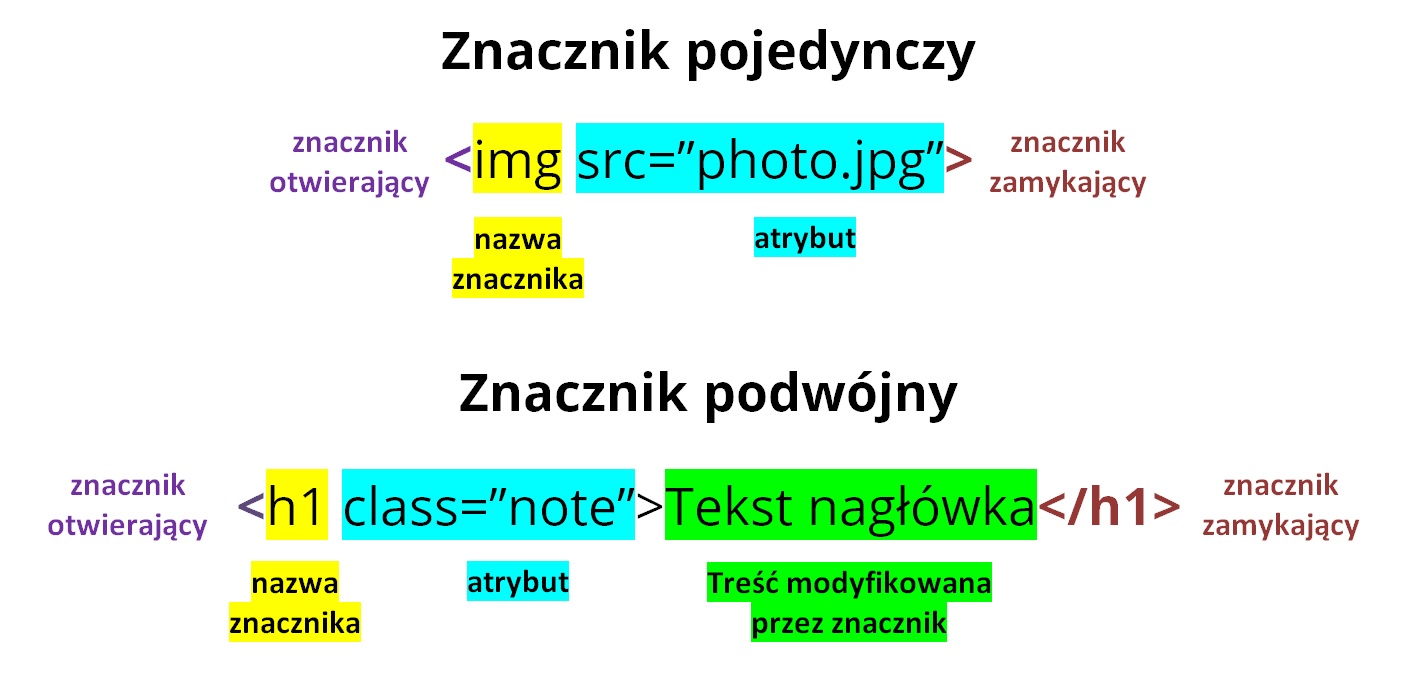 Znacznik pojedynczy
znacznik
otwierający
<img src=”photo.jpg”>
znacznik
zamykający
nazwa
znacznika
atrybut
Znacznik podwójny
znacznik
otwierający
<h1 class=”note”>Tekst nagłówka</h1>
znacznik
zamykający
nazwa
znacznika
atrybut
Treść modyfikowana
przez znacznik